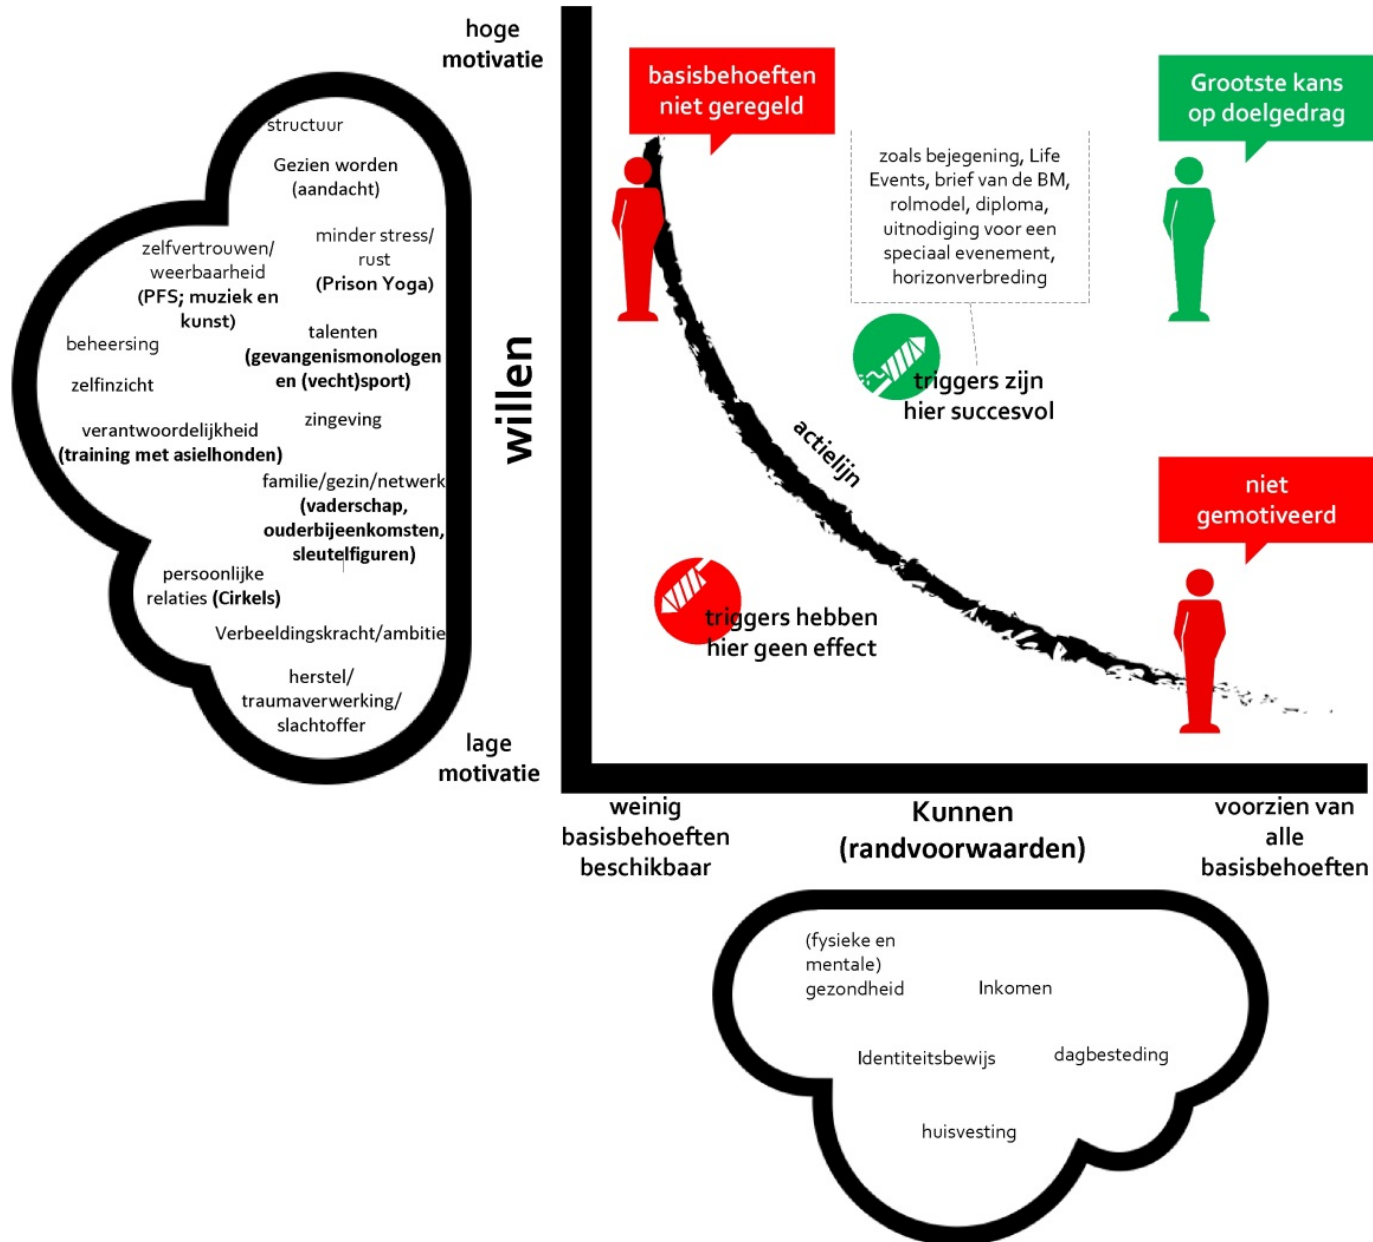 hoge
motivatie
structuur
Gezien worden
(aandacht)
zelfvertrouwen/
weerbaarheid
(PFS; muziek en
kunst)
minder stress/
rust
(Prison Yoga)
beheersing
talenten
(gevangenismonologen
en (vecht)sport)
zelfinzicht
zingeving
verantwoordelijkheid
(training met asielhonden)
familie/gezin/netwerk
(vaderschap,
ouderbijeenkomsten,
sleutelfiguren)
persoonlijke
relaties (Cirkels)
Verbeeldingskracht/ambitie
herstel/
traumaverwerking/
slachtoffer
willen
lage
motivatie
basisbehoeften
niet geregeld
zoals bejegening, Life
Events, brief van de BM,
rolmodel, diploma,
uitnodiging voor een
speciaal evenement,
horizonverbreding
Grootste kans
op doelgedrag
triggers zijn
hier succesvol
actielijn
niet
gemotiveerd
triggers hebben
hier geen effect
weinig
basisbehoeften
beschikbaar
Kunnen
(randvoorwaarden)
voorzien van
alle
basisbehoeften
(fysieke en
mentale)
gezondheid
Inkomen
Identiteitsbewijs
dagbesteding
huisvesting